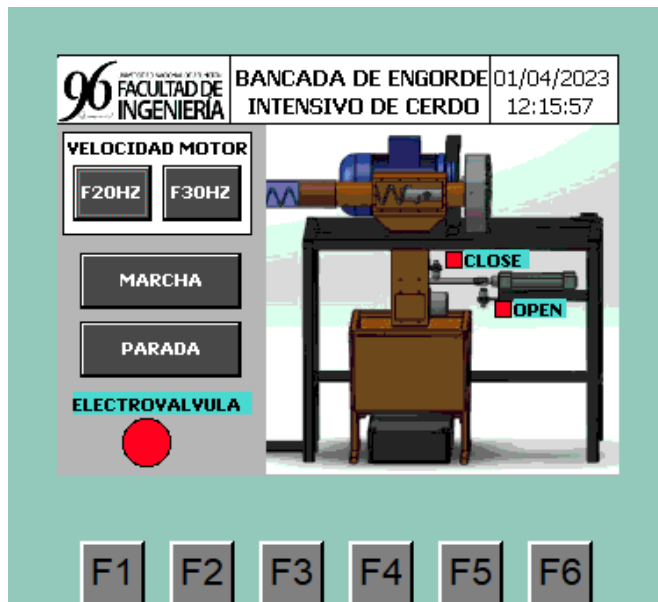 96 FACULTAD DE
INGENIERÍA
BANCADA DE ENGORDE
INTENSIVO DE CERDO
01/04/2023
12:15:57
VELOCIDAD MOTOR
F20HZ F30HZ
MARCHA
PARADA
ELECTROVALVULA
CLOSE
OPEN
F1 F2 F3 F4 F5 F6